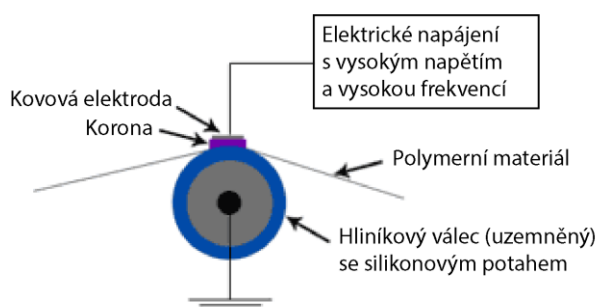 Elektrické napájení
s vysokým napětím
a vysokou frekvencí
Kovová elektroda
Korona
Polymerní materiál
Hliníkový válec (uzemněný)
se silikonovým potahem